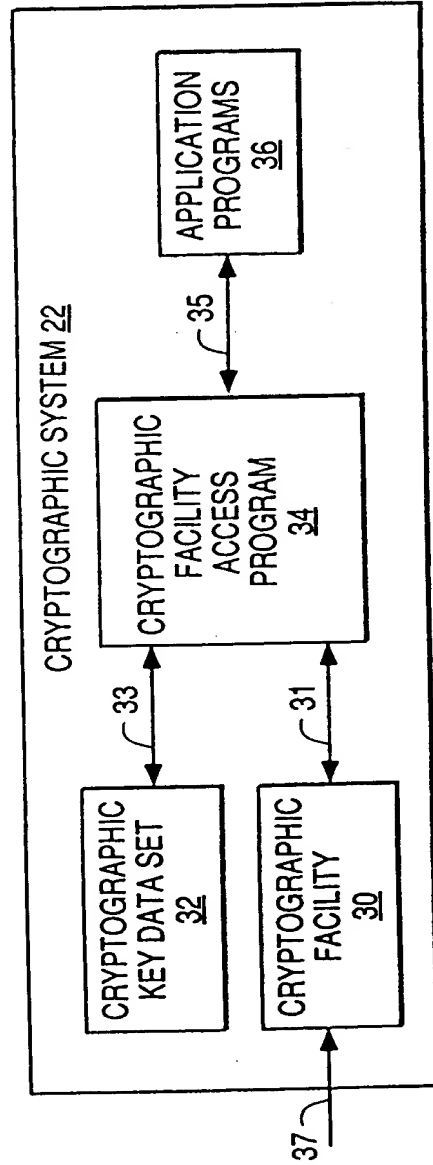 CRYPTOGRAPHIC SYSTEM 22
CRYPTOGRAPHIC
KEY DATA SET
32
33
CRYPTOGRAPHIC
FACILITY
ACCESS
PROGRAM
34
35
APPLICATION
PROGRAMS
36
37
CRYPTOGRAPHIC
FACILITY
30
31